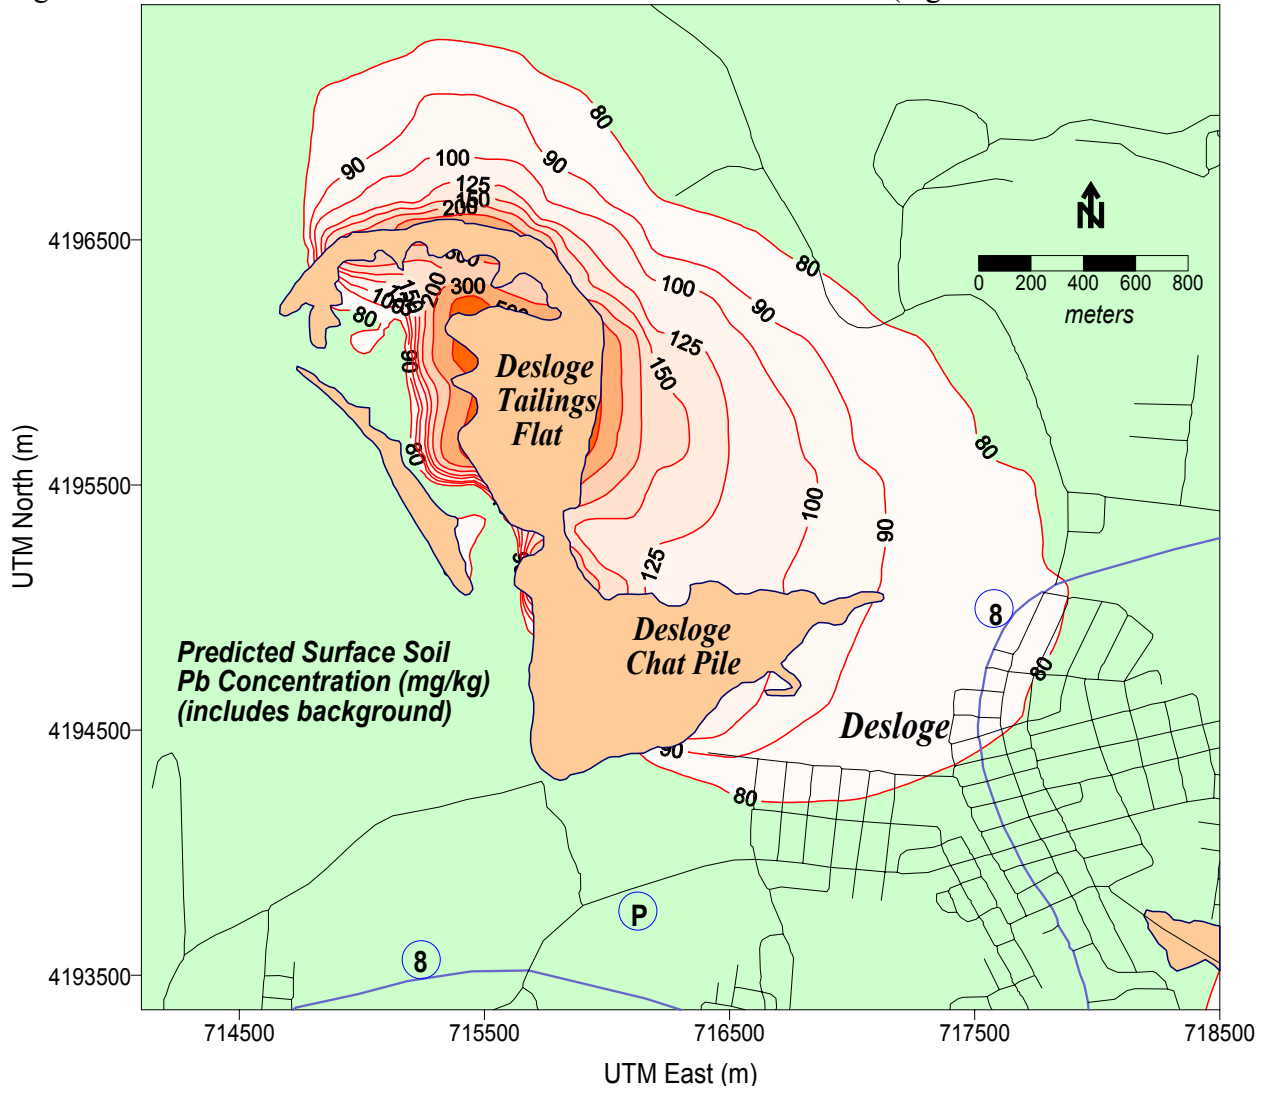 80
90
100
90
125
150
200
80
100
90
300
500
200
150
100
80
125
150
90
80
80
100
90
125
80
90
80
4196500
4195500
4194500
4193500
UTM North (m)
N
0 200 400 600 800
meters
Desloge
Tailings
Flat
Desloge
Chat Pile
Predicted Surface Soil
Pb Concentration (mg/kg)
(includes background)
Desloge
8
P
8
714500 715500 716500 717500 718500
UTM East (m)